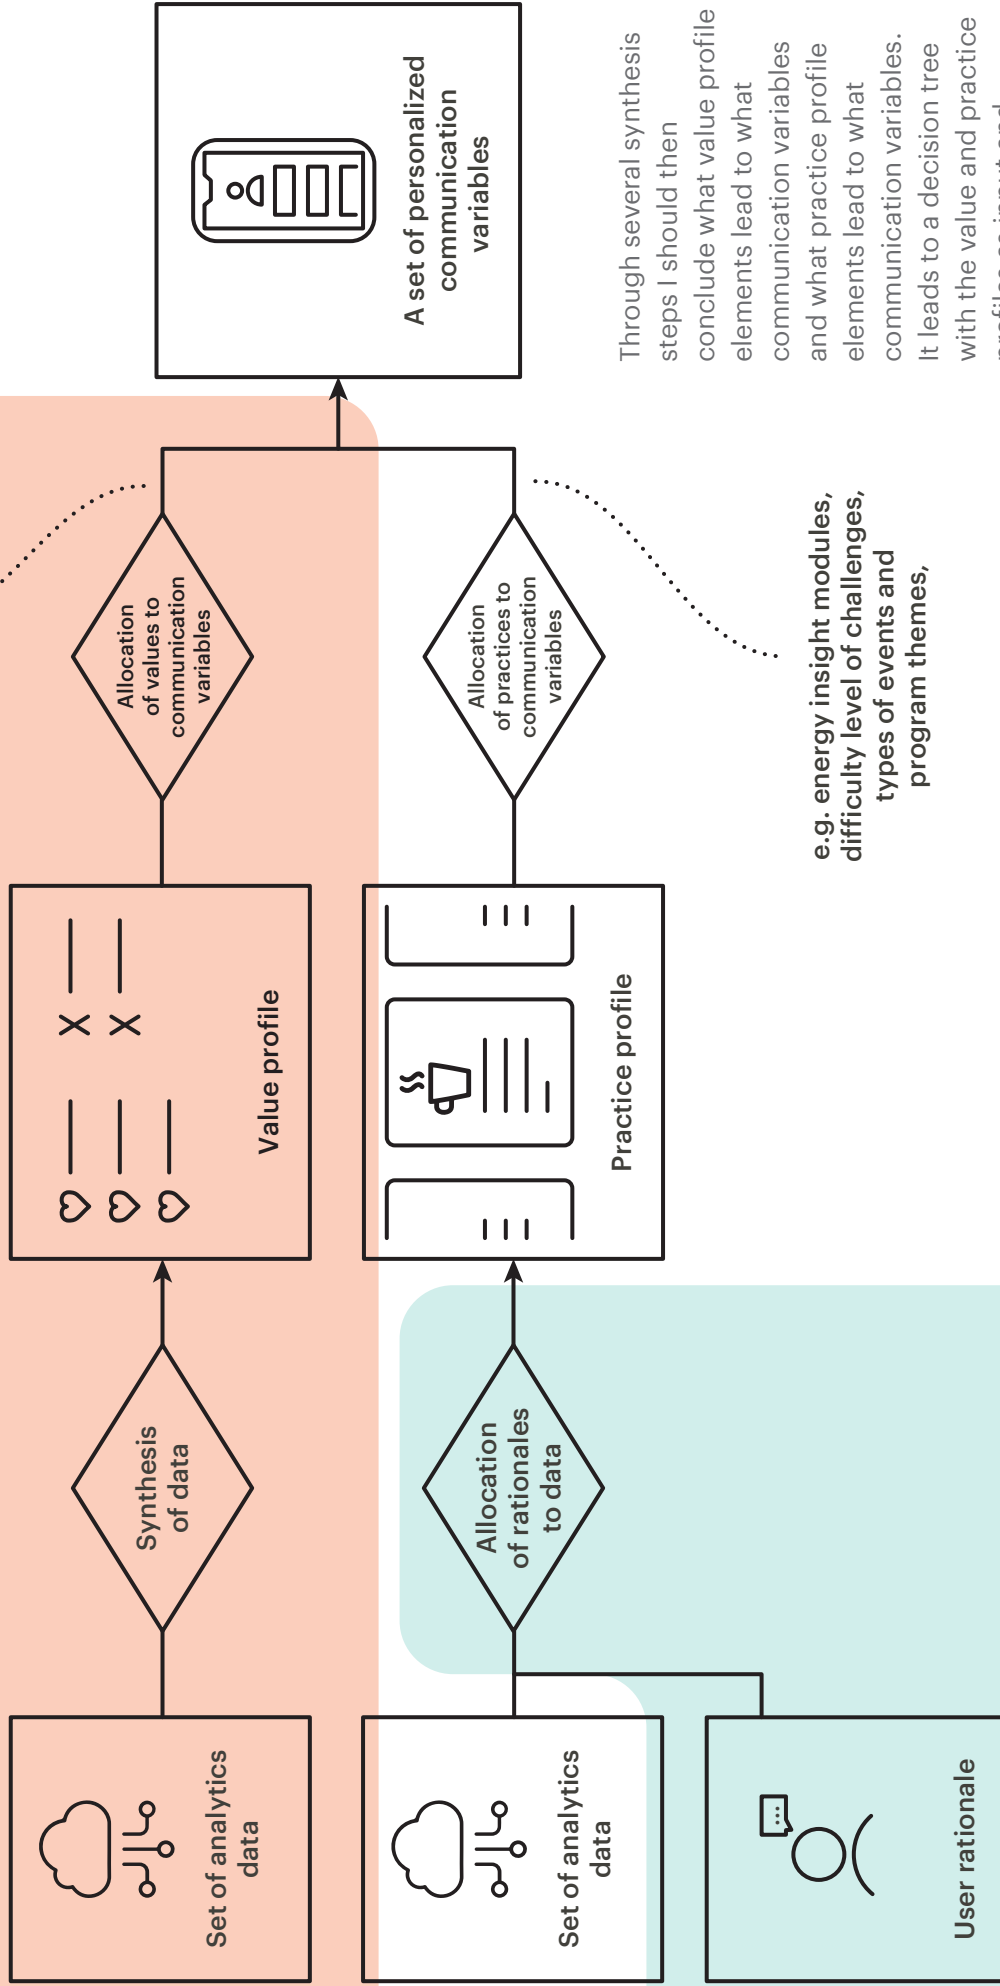 Set of analytics
data
Synthesis
of data
Value profile
Allocation
of values to
communication
variables
Set of analytics
data
User rationale
Allocation
of rationales
to data
Practice profile
Allocation
of practices to
communication
variables
A set of personalized
communication
variables
e.g. energy insight modules,
difficulty level of challenges,
types of events and
program themes,
Through several synthesis
steps I should then
conclude what value profile
elements lead to what
communication variables
and what practice profile
elements lead to what
communication variables.
It leads to a decision tree
with the value and practice